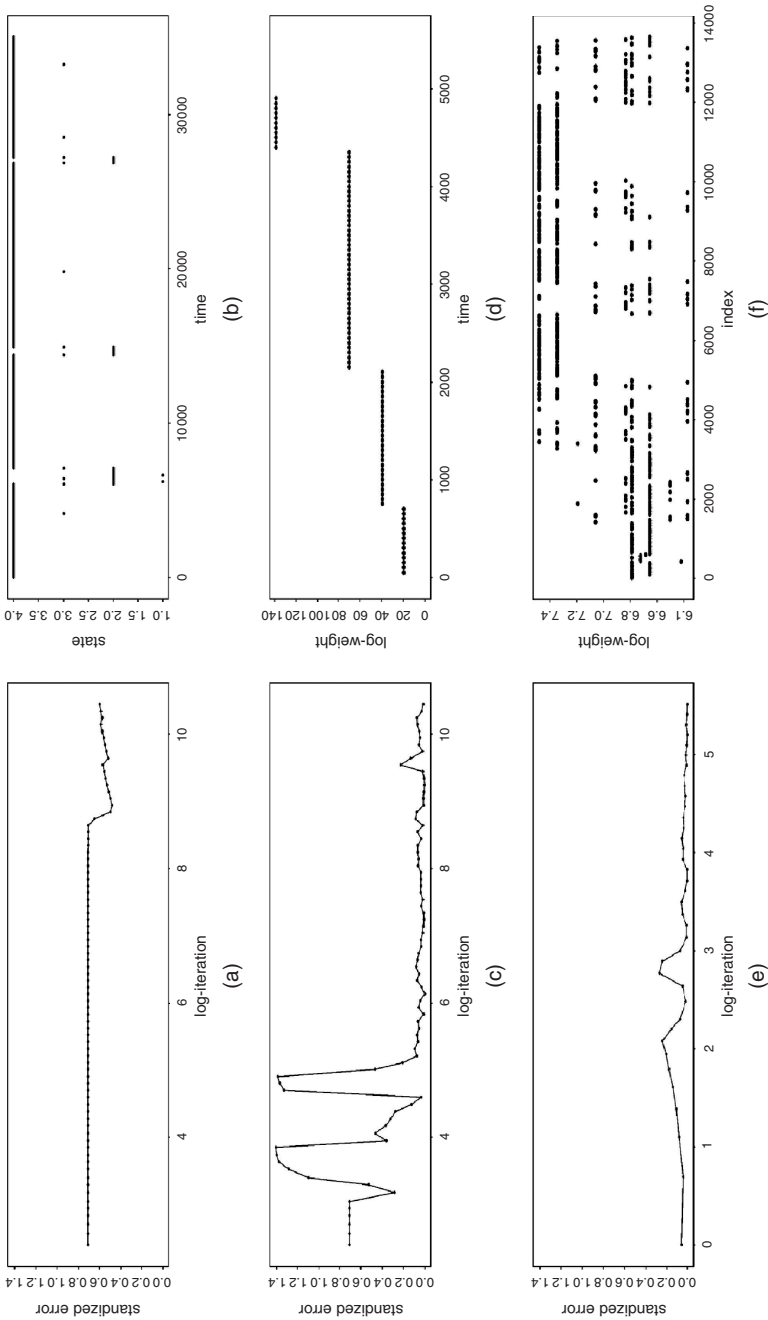 standized error
0.0 0.2 0.4 0.6 0.8 1.0 1.2 1.4
4 6 8 10
log-iteration
(a)
state
1.0 1.5 2.0 2.5 3.0 3.5 4.0
0 10000 20000 30000
time
(b)
standized error
0.0 0.2 0.4 0.6 0.8 1.0 1.2 1.4
4 6 8 10
log-iteration
(c)
log-weight
0 20 40 60 80 100 120 140
0 1000 2000 3000 4000 5000
time
(d)
standized error
0.0 0.2 0.4 0.6 0.8 1.0 1.2 1.4
0 1 2 3 4 5
log-iteration
(e)
log-weight
6.1 6.6 6.8 7.0 7.2 7.4
0 2000 4000 6000 8000 10000 12000 14000
index
(f)